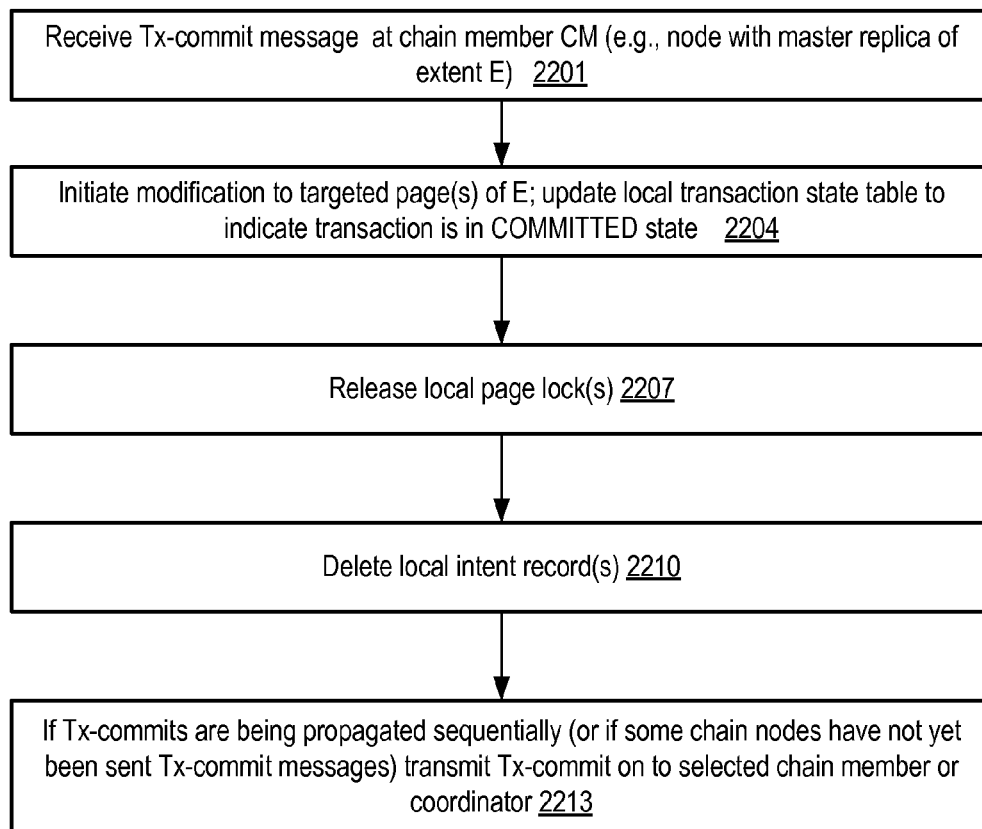 Receive Tx-commit message at chain member CM (e.g., node with master replica of
extent E) 2201
Initiate modification to targeted page(s) of E; update local transaction state table to
indicate transaction is in COMMITTED state 2204
Release local page lock(s) 2207
Delete local intent record(s) 2210
If Tx-commits are being propagated sequentially (or if some chain nodes have not yet
been sent Tx-commit messages) transmit Tx-commit on to selected chain member or
coordinator 2213